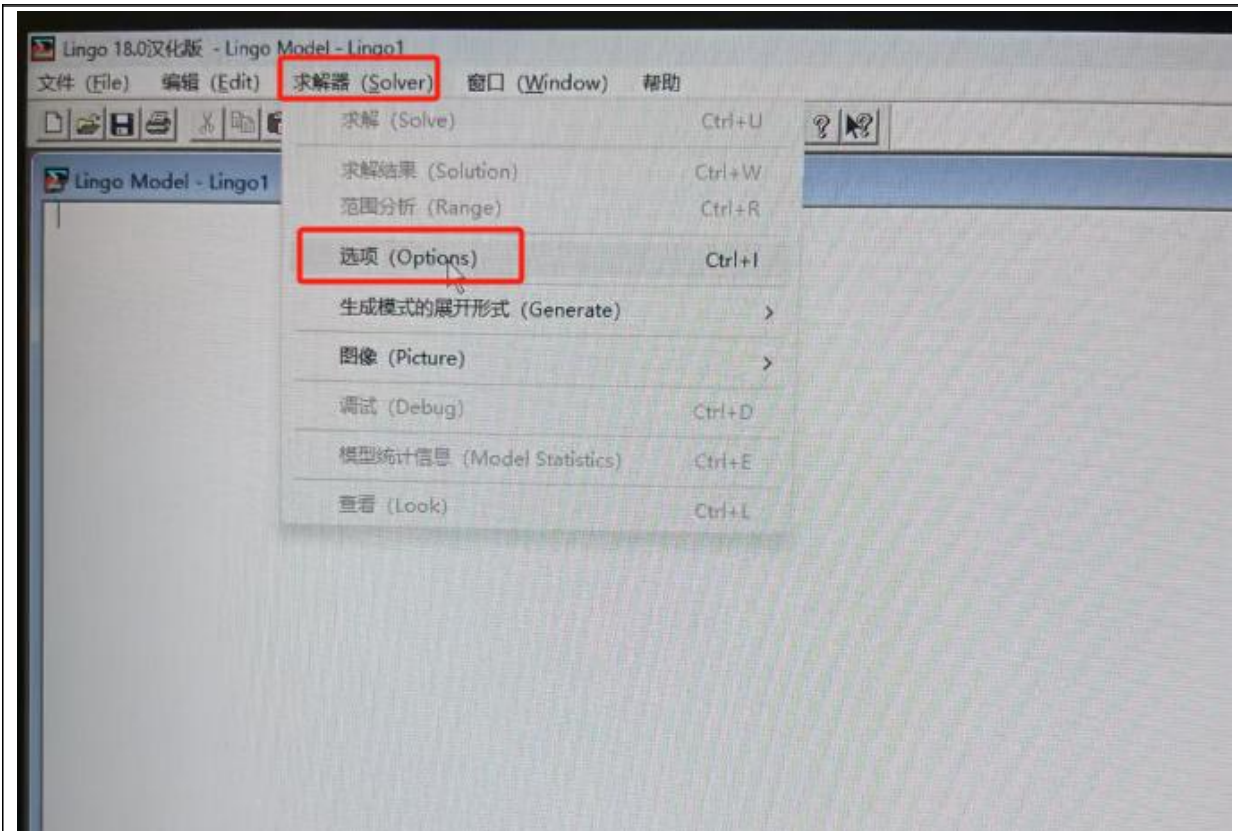 Lingo 18.0汉化版 - Lingo Model - Lingo1
文件 (File) 编辑 (Edit) 求解器 (Solver) 窗口 (Window) 帮助
求解 (Solve) Ctrl+U
Lingo Model - Lingo1
求解结果 (Solution) Ctrl+W
范围分析 (Range) Ctrl+R
选项 (Options) Ctrl+I
生成模式的展开形式 (Generate) >
图像 (Picture) >
调试 (Debug) Ctrl+D
模型统计信息 (Model Statistics) Ctrl+E
查看 (Look) Ctrl+L